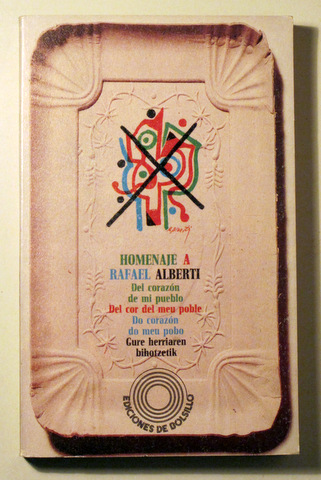 HOMENAJE A
RAFAEL ALBERTI
Del corazón
de mi pueblo
Del cor del meu poble
Do corazón
do meu pobo
Gure herriaren
bihotzetik
EDICIONES DE BOLSILLO